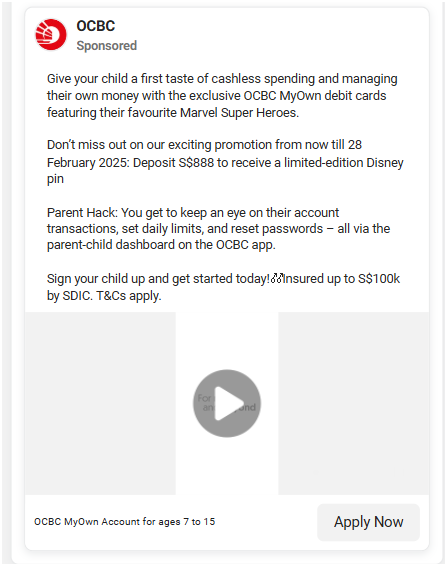 OCBC
Sponsored
Give your child a first taste of cashless spending and managing
their own money with the exclusive OCBC MyOwn debit cards
featuring their favourite Marvel Super Heroes.
Don’t miss out on our exciting promotion from now till 28
February 2025: Deposit S$888 to receive a limited-edition Disney
pin
Parent Hack: You get to keep an eye on their account
transactions, set daily limits, and reset passwords – all via the
parent-child dashboard on the OCBC app.
Sign your child up and get started today!Insured up to S$100k
by SDIC. T&Cs apply.
For
and
OCBC MyOwn Account for ages 7 to 15
Apply Now